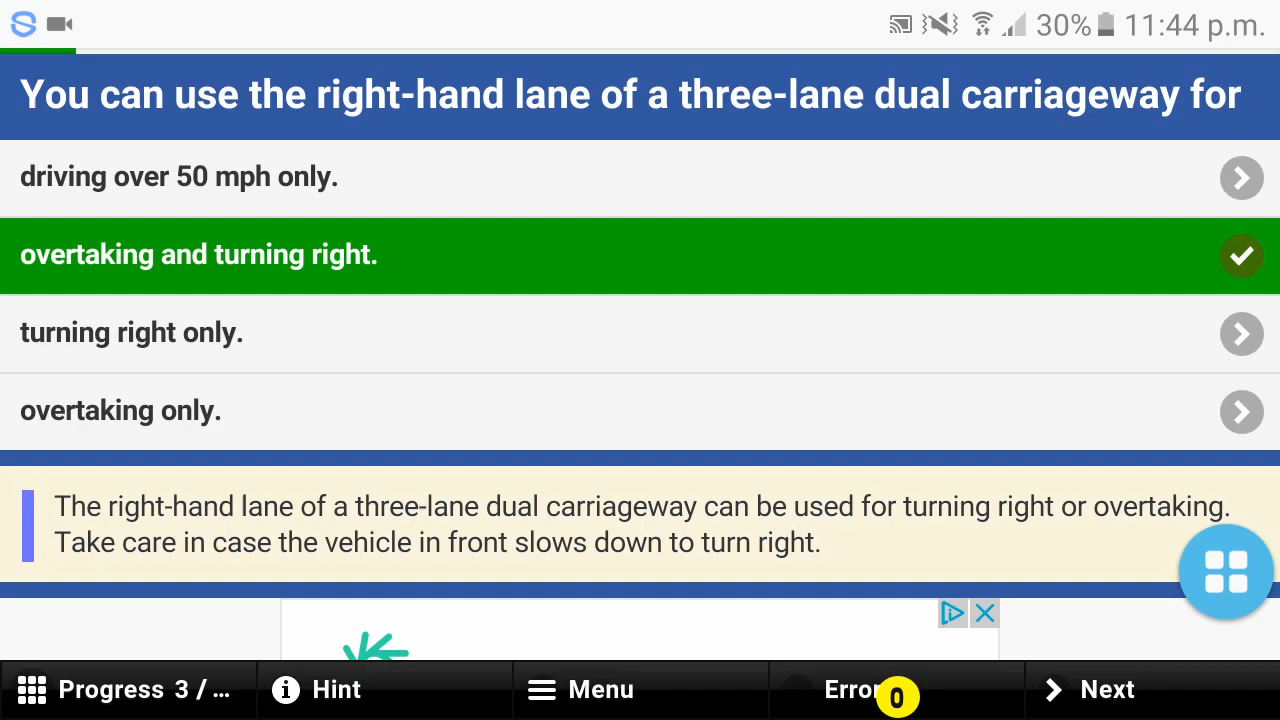 30% 11:44 p.m.
You can use the right-hand lane of a three-lane dual carriageway for
driving over 50 mph only.
overtaking and turning right.
turning right only.
overtaking only.
The right-hand lane of a three-lane dual carriageway can be used for turning right or overtaking.
Take care in case the vehicle in front slows down to turn right.
Progress 3 / ... Hint Menu Error 0 Next